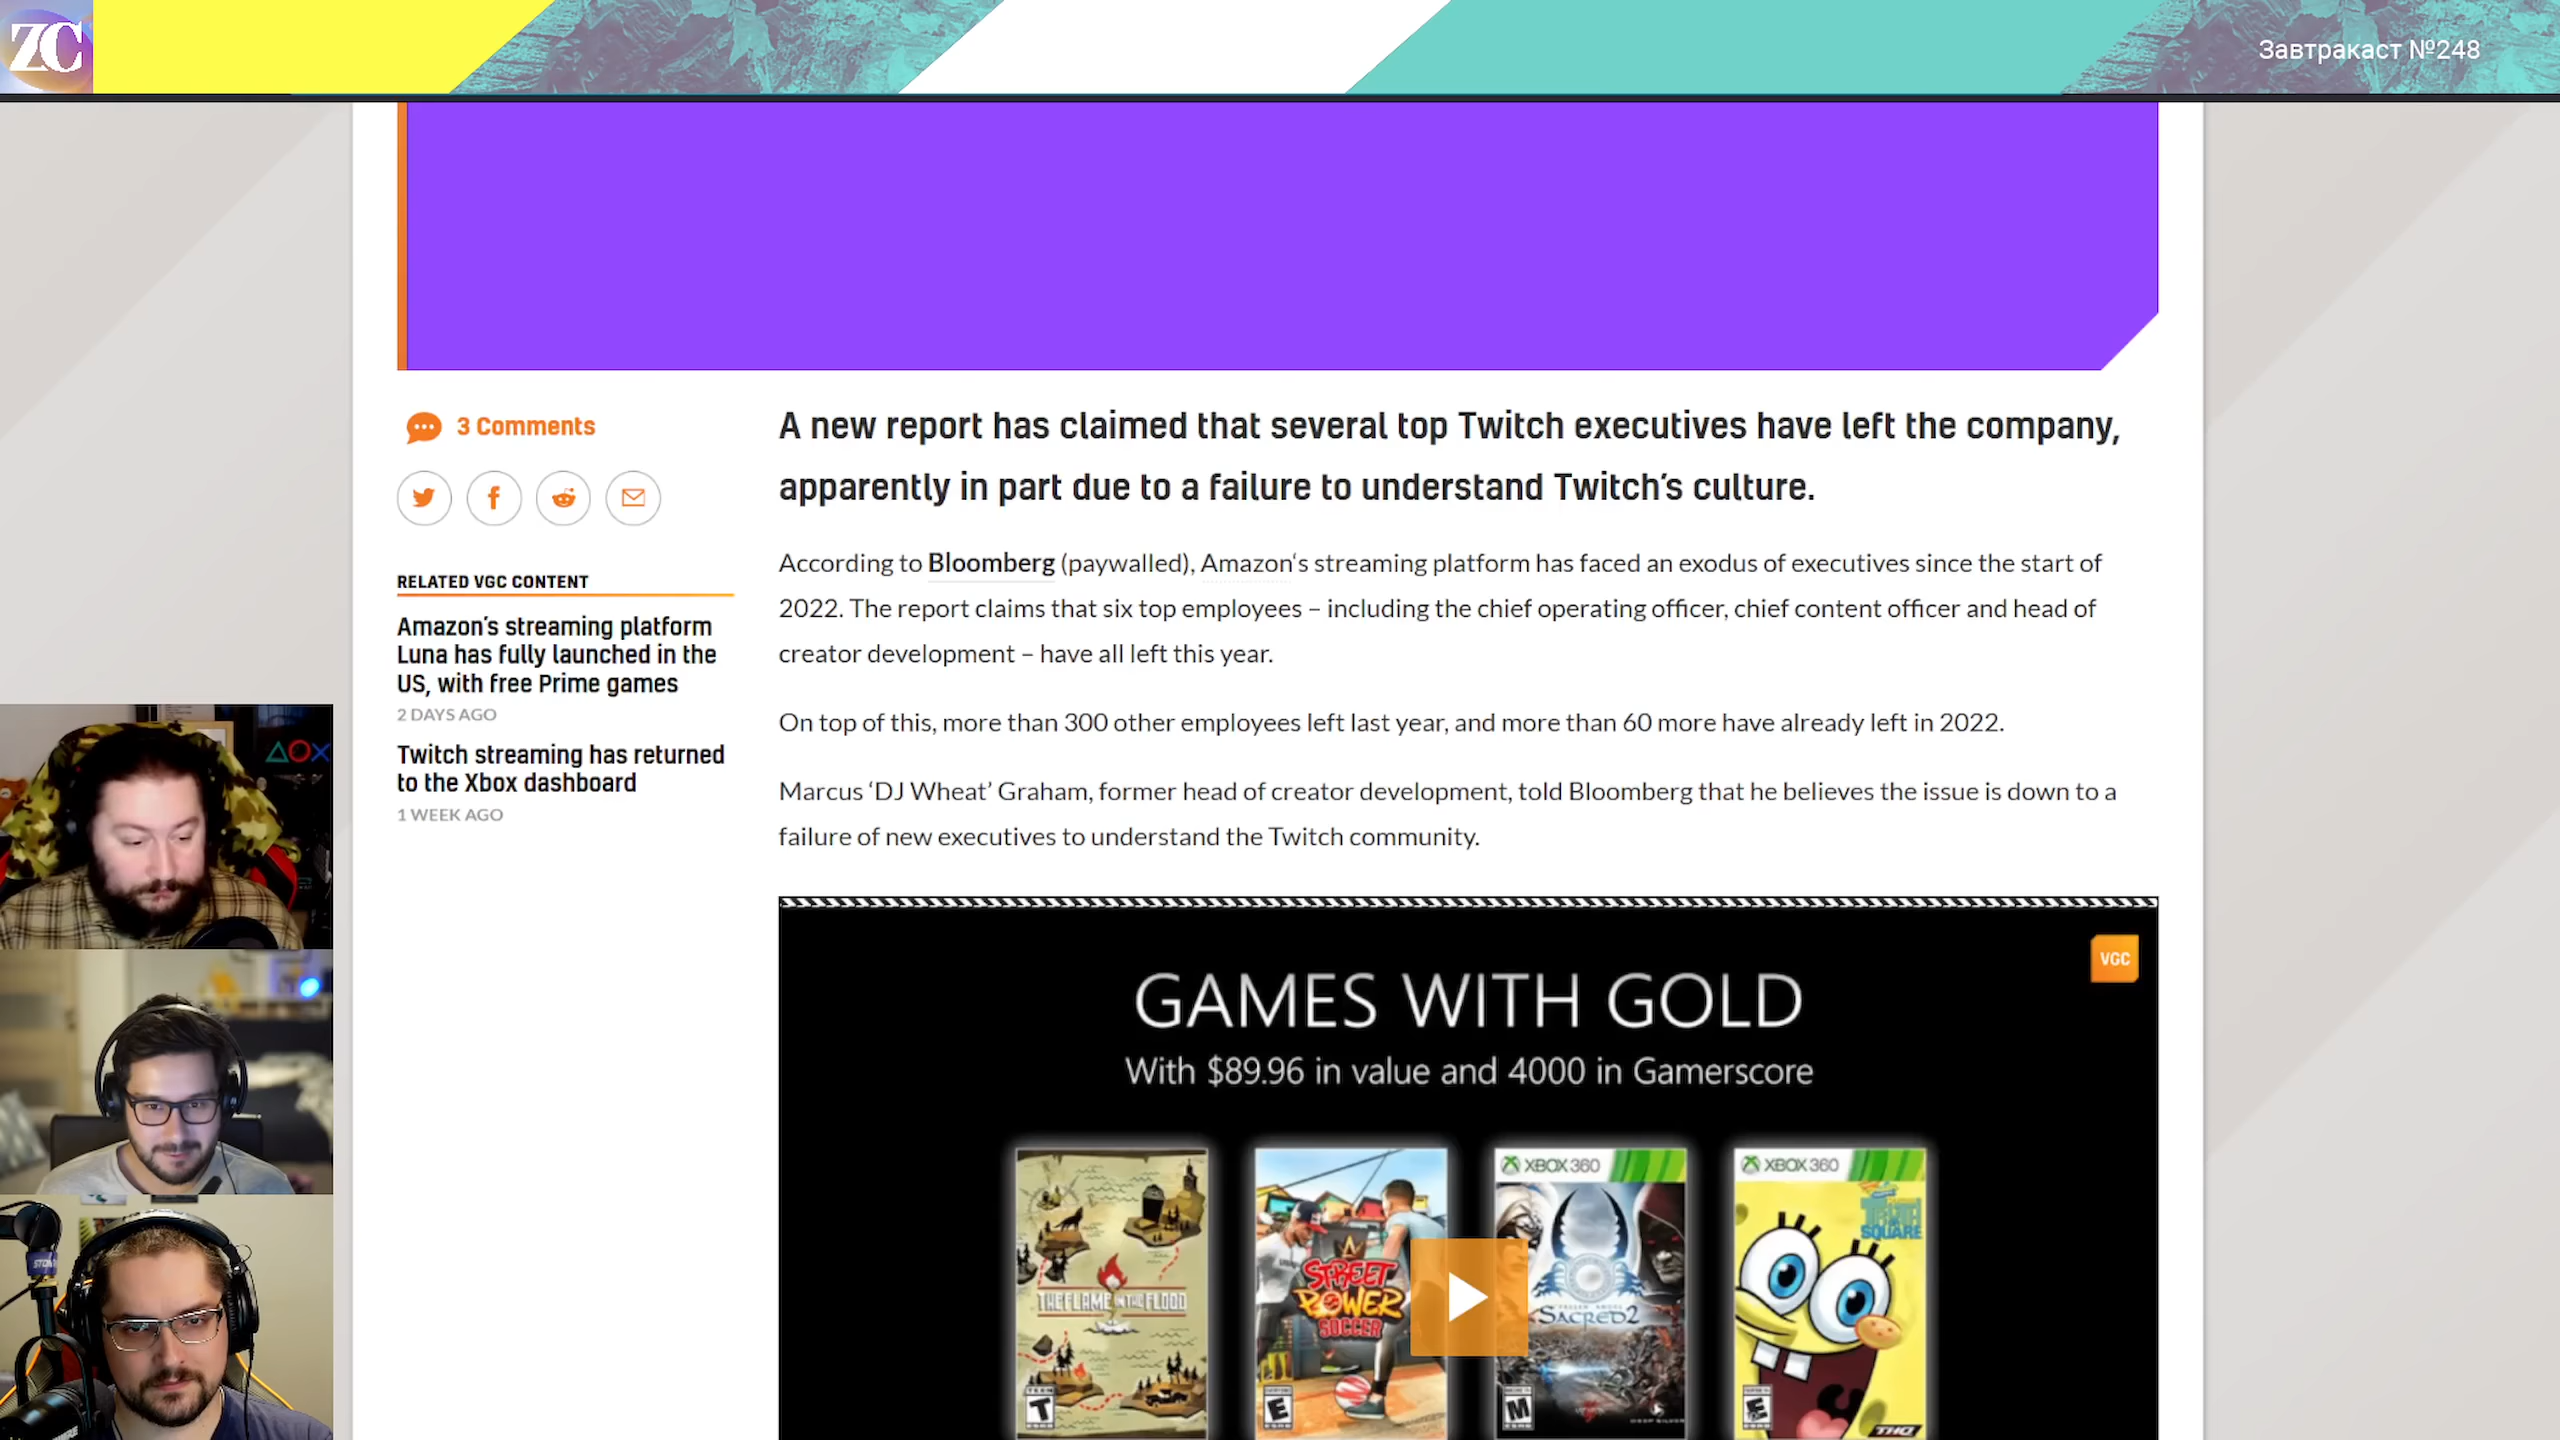 ZC
Завтракаст №248
3 Comments
RELATED VGC CONTENT
Amazon's streaming platform
Luna has fully launched in the
US, with free Prime games
2 DAYS AGO
Twitch streaming has returned
to the Xbox dashboard
1 WEEK AGO
A new report has claimed that several top Twitch executives have left the company,
apparently in part due to a failure to understand Twitch's culture.
According to Bloomberg (paywalled), Amazon‘s streaming platform has faced an exodus of executives since the start of
2022. The report claims that six top employees – including the chief operating officer, chief content officer and head of
creator development – have all left this year.
On top of this, more than 300 other employees left last year, and more than 60 more have already left in 2022.
Marcus ‘DJ Wheat’ Graham, former head of creator development, told Bloomberg that he believes the issue is down to a
failure of new executives to understand the Twitch community.
VGC
GAMES WITH GOLD
With $89.96 in value and 4000 in Gamerscore
THE FLAME IN THE FLOOD
T
STREET
POWER
SOCCER
E
XBOX 360
FALLEN ANGEL
SACRED 2
M
XBOX 360
SQUARE
E
THQ